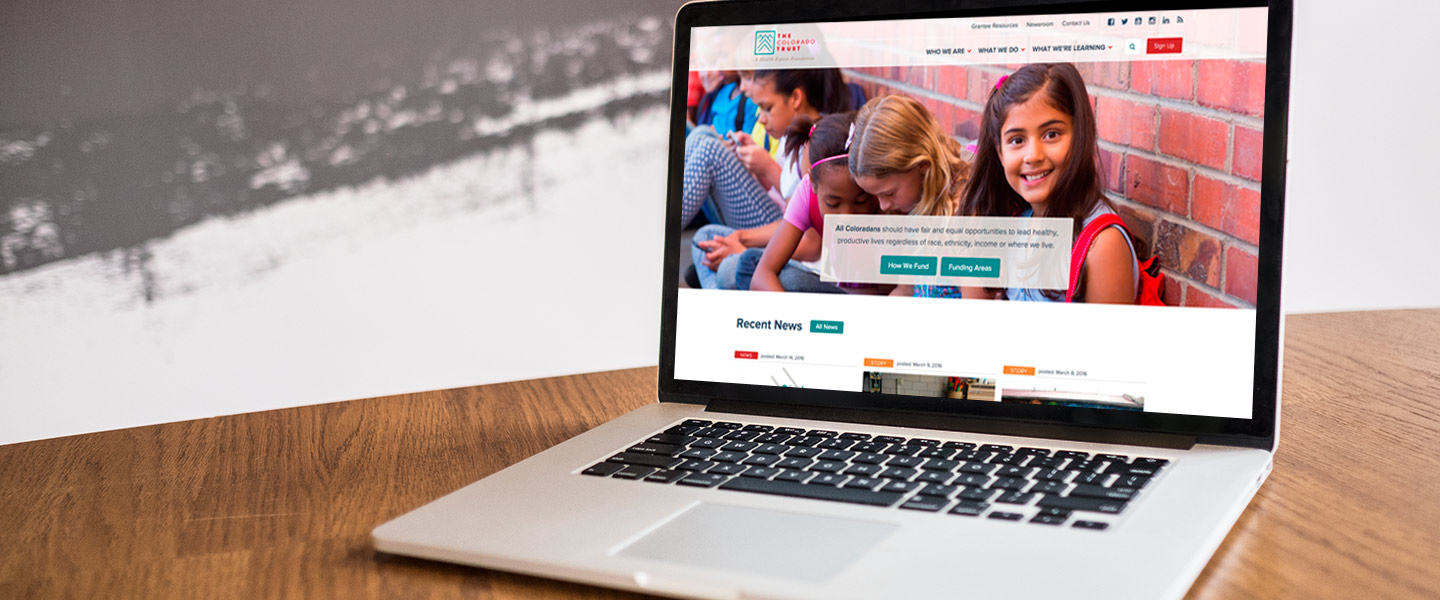 Grantee Resources Newsroom Contact Us
THE
COLORADO
TRUST
A Health Equity Foundation
WHO WE ARE WHAT WE DO WHAT WE'RE LEARNING Sign Up
All Coloradans should have fair and equal opportunities to lead healthy,
productive lives regardless of race, ethnicity, income or where we live.
How We Fund Funding Areas
Recent News All News
NEWS posted: March 14, 2016
STORY posted: March 9, 2016
STORY posted: March 8, 2016